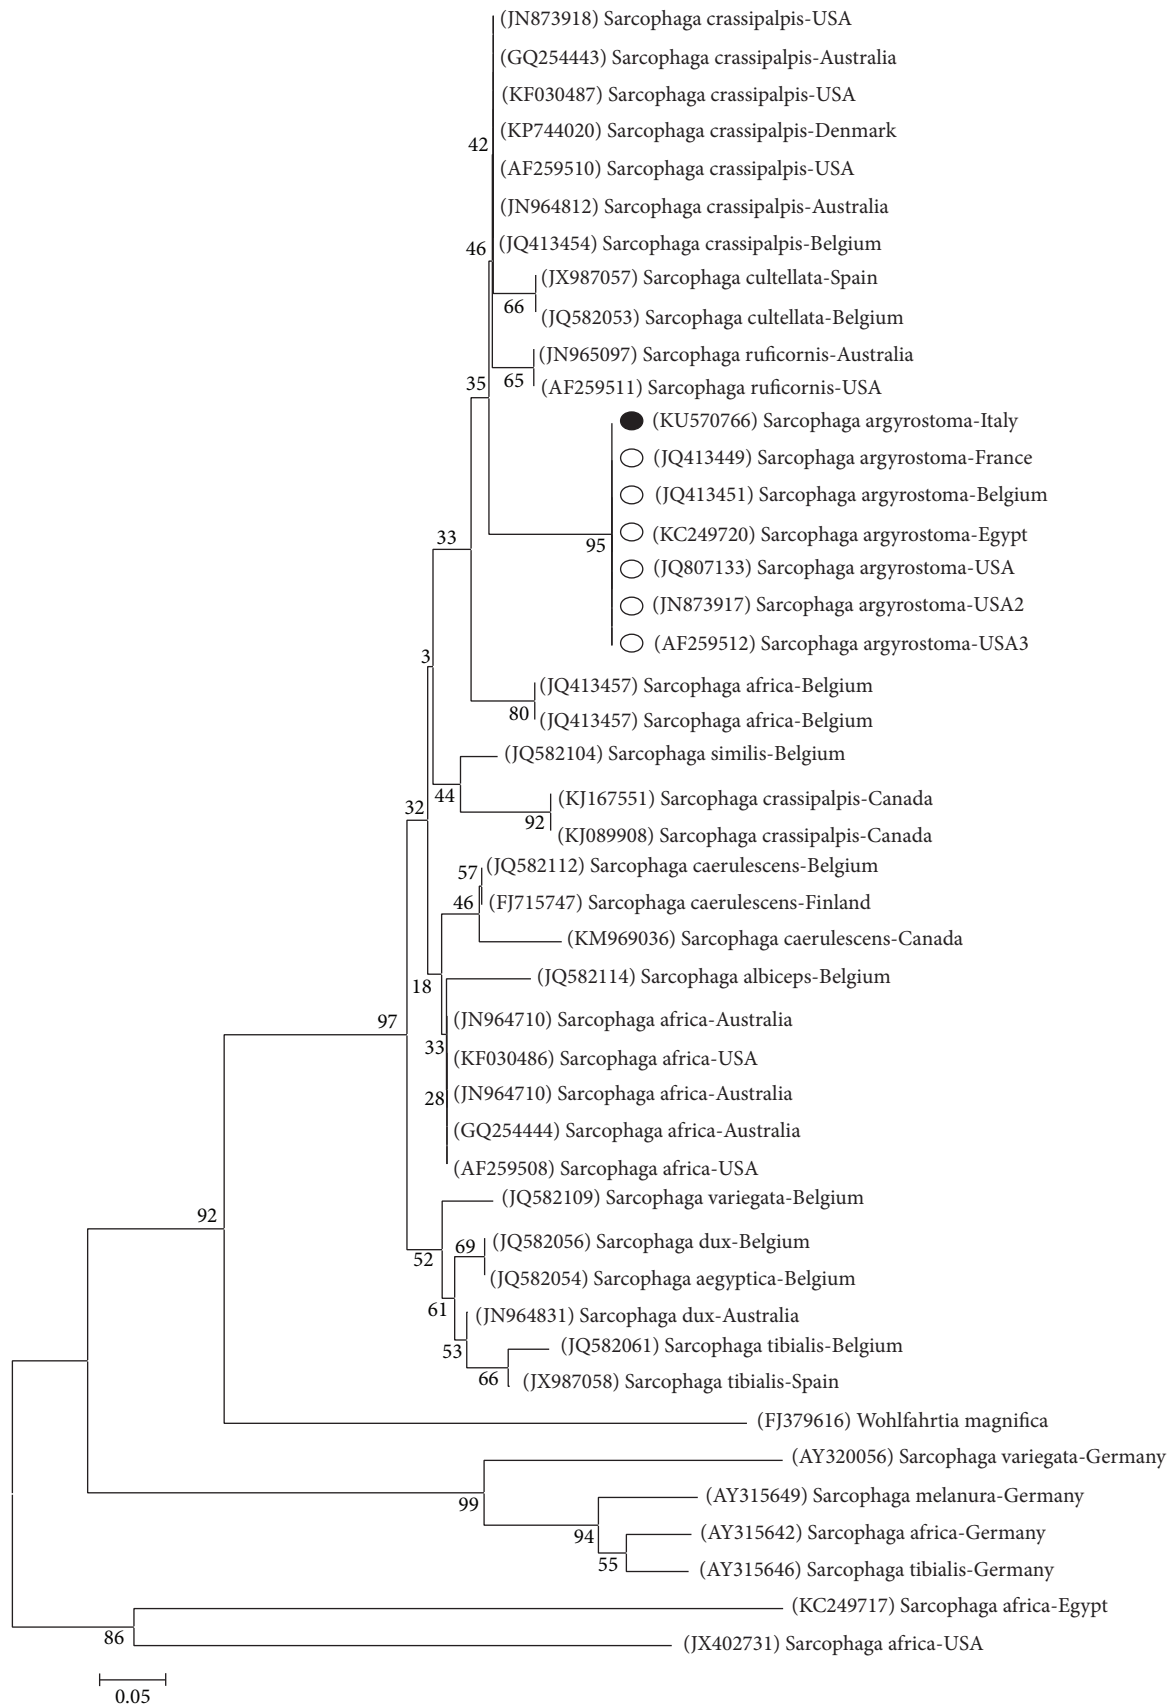 (JN873918) Sarcophaga crassipalpis-USA
(GQ254443) Sarcophaga crassipalpis-Australia
(KF030487) Sarcophaga crassipalpis-USA
(KP744020) Sarcophaga crassipalpis-Denmark
42
(AF259510) Sarcophaga crassipalpis-USA
(JN964812) Sarcophaga crassipalpis-Australia
(JQ413454) Sarcophaga crassipalpis-Belgium
46
(JX987057) Sarcophaga cultellata-Spain
66
(JQ582053) Sarcophaga cultellata-Belgium
(JN965097) Sarcophaga ruficornis-Australia
65
35
(AF259511) Sarcophaga ruficornis-USA
(KU570766) Sarcophaga argyrostoma-Italy
(JQ413449) Sarcophaga argyrostoma-France
(JQ413451) Sarcophaga argyrostoma-Belgium
(KC249720) Sarcophaga argyrostoma-Egypt
33
95
(JQ807133) Sarcophaga argyrostoma-USA
(JN873917) Sarcophaga argyrostoma-USA2
(AF259512) Sarcophaga argyrostoma-USA3
3
(JQ413457) Sarcophaga africa-Belgium
80
(JQ413457) Sarcophaga africa-Belgium
(JQ582104) Sarcophaga similis-Belgium
44
(KJ167551) Sarcophaga crassipalpis-Canada
32
92
(KJ089908) Sarcophaga crassipalpis-Canada
(JQ582112) Sarcophaga caerulescens-Belgium
57
46
(FJ715747) Sarcophaga caerulescens-Finland
(KM969036) Sarcophaga caerulescens-Canada
(JQ582114) Sarcophaga albiceps-Belgium
18
97
(JN964710) Sarcophaga africa-Australia
33
(KF030486) Sarcophaga africa-USA
(JN964710) Sarcophaga africa-Australia
28
(GQ254444) Sarcophaga africa-Australia
(AF259508) Sarcophaga africa-USA
(JQ582109) Sarcophaga variegata-Belgium
92
(JQ582056) Sarcophaga dux-Belgium
69
52
(JQ582054) Sarcophaga aegyptica-Belgium
61
(JN964831) Sarcophaga dux-Australia
53
(JQ582061) Sarcophaga tibialis-Belgium
66
(JX987058) Sarcophaga tibialis-Spain
(FJ379616) Wohlfahrtia magnifica
(AY320056) Sarcophaga variegata-Germany
99
(AY315649) Sarcophaga melanura-Germany
94
(AY315642) Sarcophaga africa-Germany
55
(AY315646) Sarcophaga tibialis-Germany
(KC249717) Sarcophaga africa-Egypt
86
(JX402731) Sarcophaga africa-USA
0.05